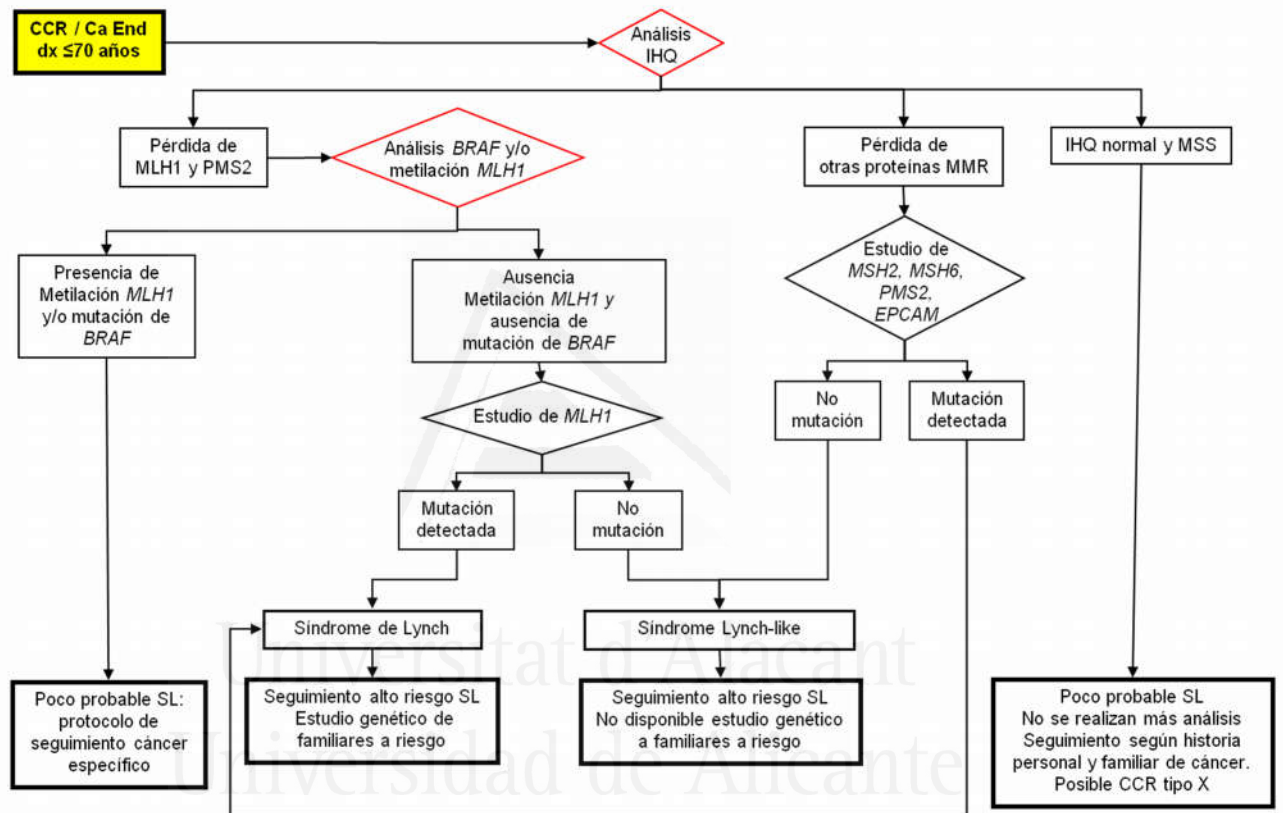 CCR / Ca End
dx ≤70 años
Análisis
IHQ
Pérdida de
MLH1 y PMS2
Análisis BRAF y/o
metilación MLH1
Pérdida de
otras proteínas MMR
IHQ normal y MSS
Presencia de
Metilación MLH1
y/o mutación de
BRAF
Ausencia
Metilación MLH1 y
ausencia de
mutación de BRAF
Estudio de
MSH2, MSH6,
PMS2,
EPCAM
Estudio de MLH1
No
mutación
Mutación
detectada
Mutación
detectada
No
mutación
Síndrome de Lynch
Síndrome Lynch-like
Poco probable SL:
protocolo de
seguimiento cáncer
específico
Seguimiento alto riesgo SL
Estudio genético de
familiares a riesgo
Seguimiento alto riesgo SL
No disponible estudio genético
a familiares a riesgo
Poco probable SL
No se realizan más análisis
Seguimiento según historia
personal y familiar de cáncer.
Posible CCR tipo X
Universitat d'Alacant
Universidad de Alicante